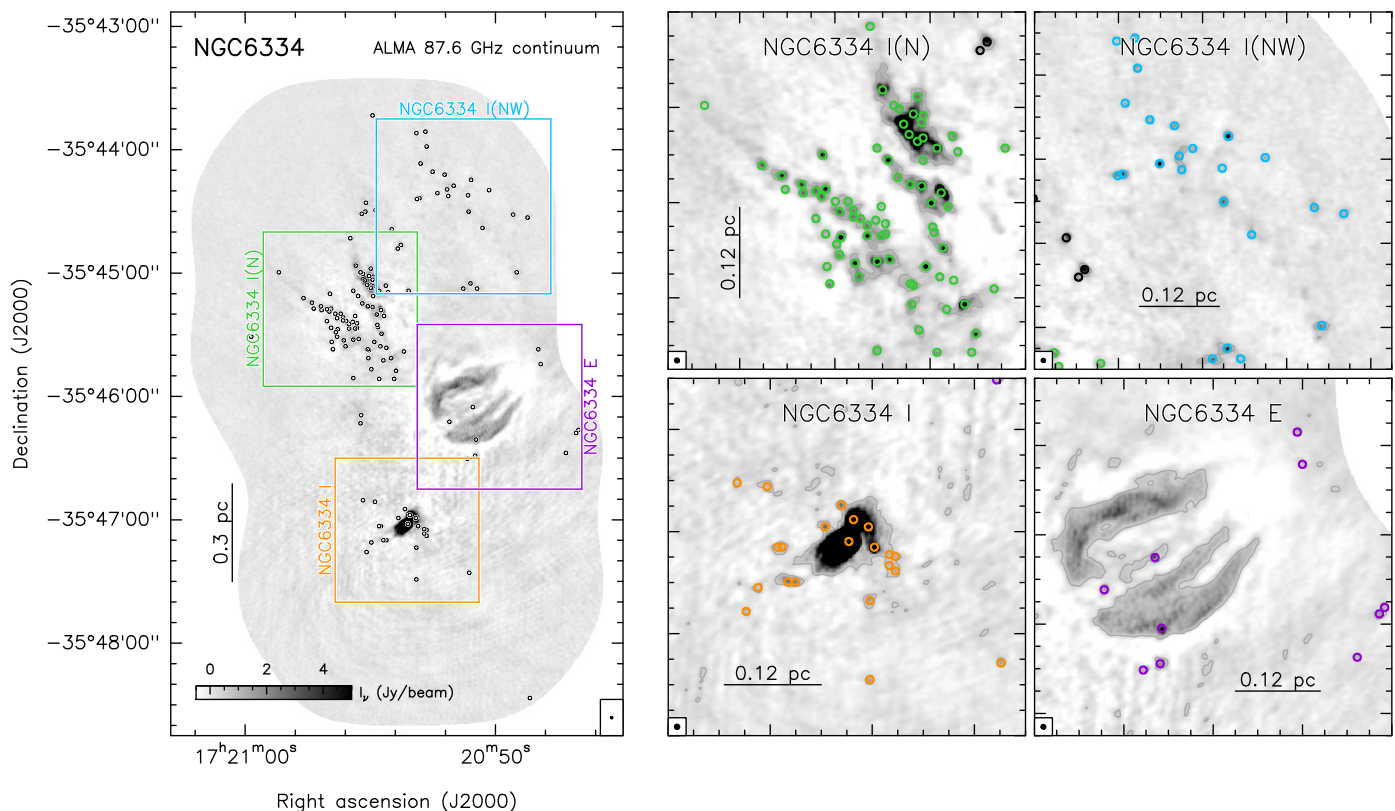 NGC6334
ALMA 87.6 GHz continuum
−35°43'00''
−35°44'00''
−35°45'00''
−35°46'00''
−35°47'00''
−35°48'00''
Declination (J2000)
NGC6334 I(NW)
NGC6334 I(N)
NGC6334 E
NGC6334 I
0.3 pc
0 2 4
Iν (Jy/beam)
17h21m00s
20m50s
Right ascension (J2000)
NGC6334 I(N)
0.12 pc
NGC6334 I(NW)
0.12 pc
NGC6334 I
0.12 pc
NGC6334 E
0.12 pc